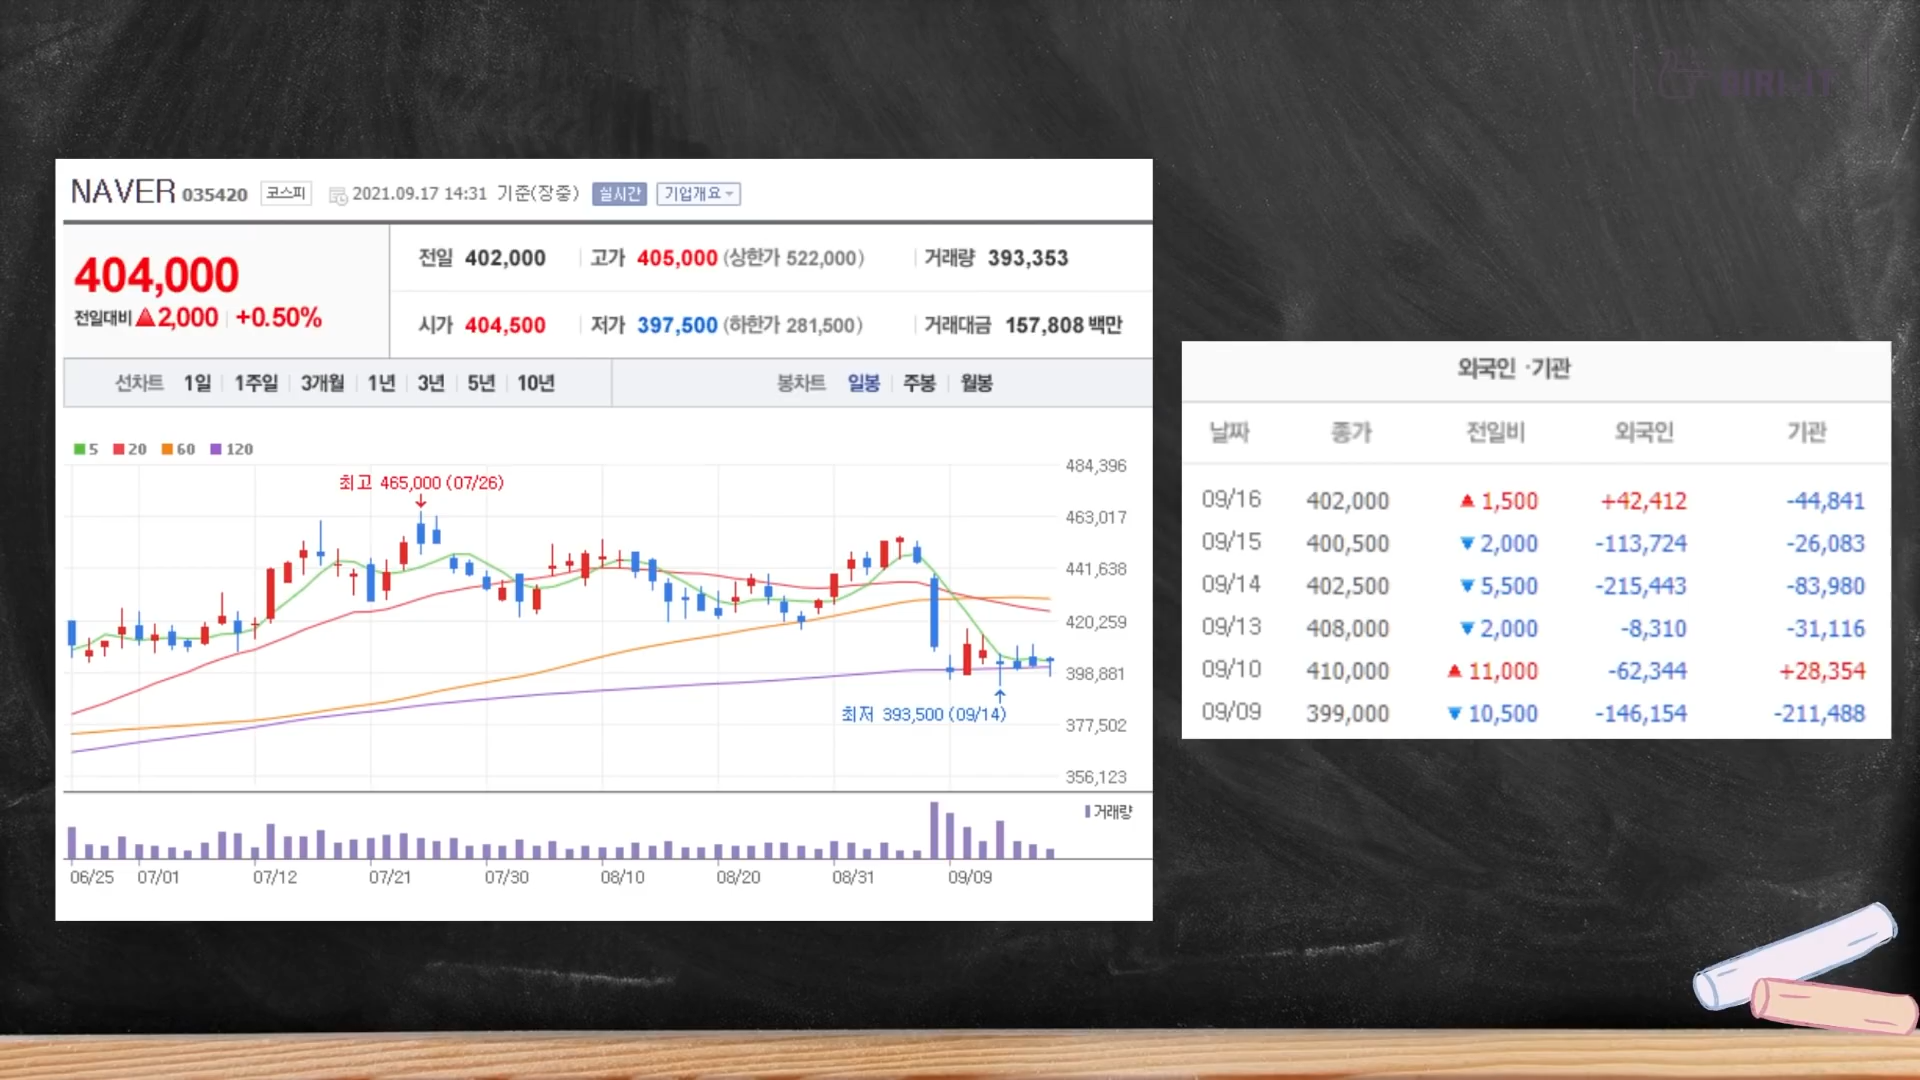 NAVER 035420 코스피 2021.09.17 14:31 기준(장중) 실시간 기업개요
404,000
전일대비 ▲2,000 +0.50%
전일 402,000 고가 405,000 (상한가 522,000) 거래량 393,353
시가 404,500 저가 397,500 (하한가 281,500) 거래대금 157,808 백만
선차트 1일 1주일 3개월 1년 3년 5년 10년 봉차트 일봉 주봉 월봉
5 20 60 120
최고 465,000 (07/26)
484,396
463,017
441,638
420,259
398,881
최저 393,500 (09/14)
377,502
356,123
거래량
06/25 07/01 07/12 07/21 07/30 08/10 08/20 08/31 09/09
외국인 ·기관
날짜 종가 전일비 외국인 기관
09/16 402,000 ▲ 1,500 +42,412 -44,841
09/15 400,500 ▼ 2,000 -113,724 -26,083
09/14 402,500 ▼ 5,500 -215,443 -83,980
09/13 408,000 ▼ 2,000 -8,310 -31,116
09/10 410,000 ▲ 11,000 -62,344 +28,354
09/09 399,000 ▼ 10,500 -146,154 -211,488